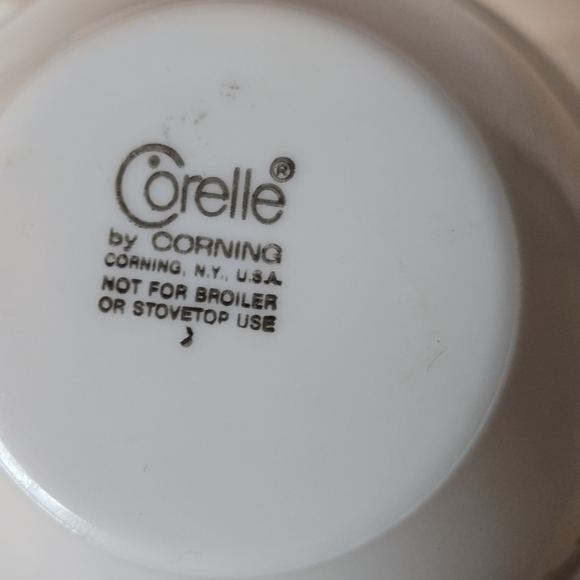 Corelle®
by CORNING
CORNING, N.Y., U.S.A.
NOT FOR BROILER
OR STOVETOP USE